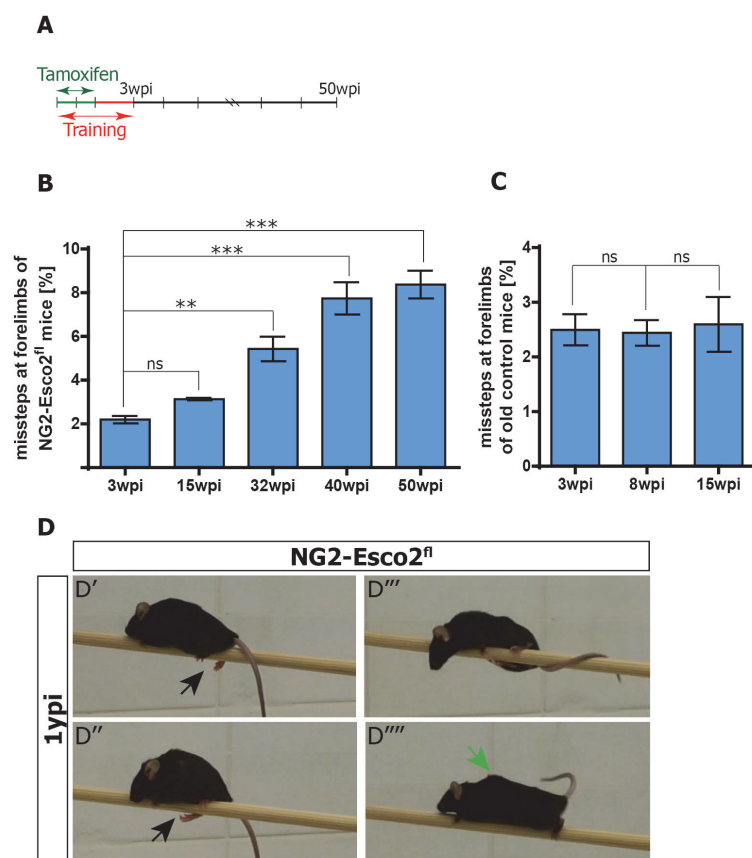 A
Tamoxifen
3wpi
50wpi
Training
B
missteps at forelimbs of
NG2-Esco2fl mice [%]
10
8
6
4
2
***
***
**
ns
3wpi 15wpi 32wpi 40wpi 50wpi
C
missteps at forelimbs
of old control mice [%]
4
3
2
1
0
ns ns
3wpi 8wpi 15wpi
D
NG2-Esco2fl
1ypi
D'
D'''
D''
D''''